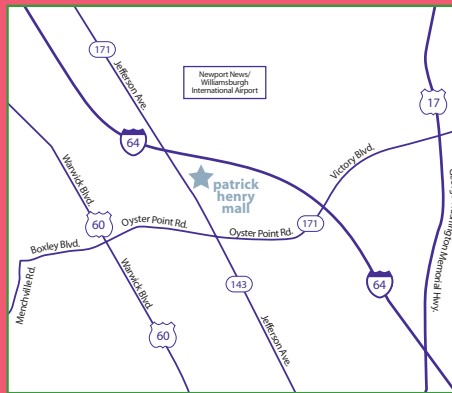 171
Jefferson Ave.
Newport News/
Williamsburgh
International Airport
17
64
Victory Blvd.
Warwick Blvd.
patrick
henry
mall
60
Oyster Point Rd.
Oyster Point Rd.
171
Boxley Blvd.
Menchville Rd.
Warwick Blvd.
143
64
Memorial Hwy.
60
Jefferson Ave.